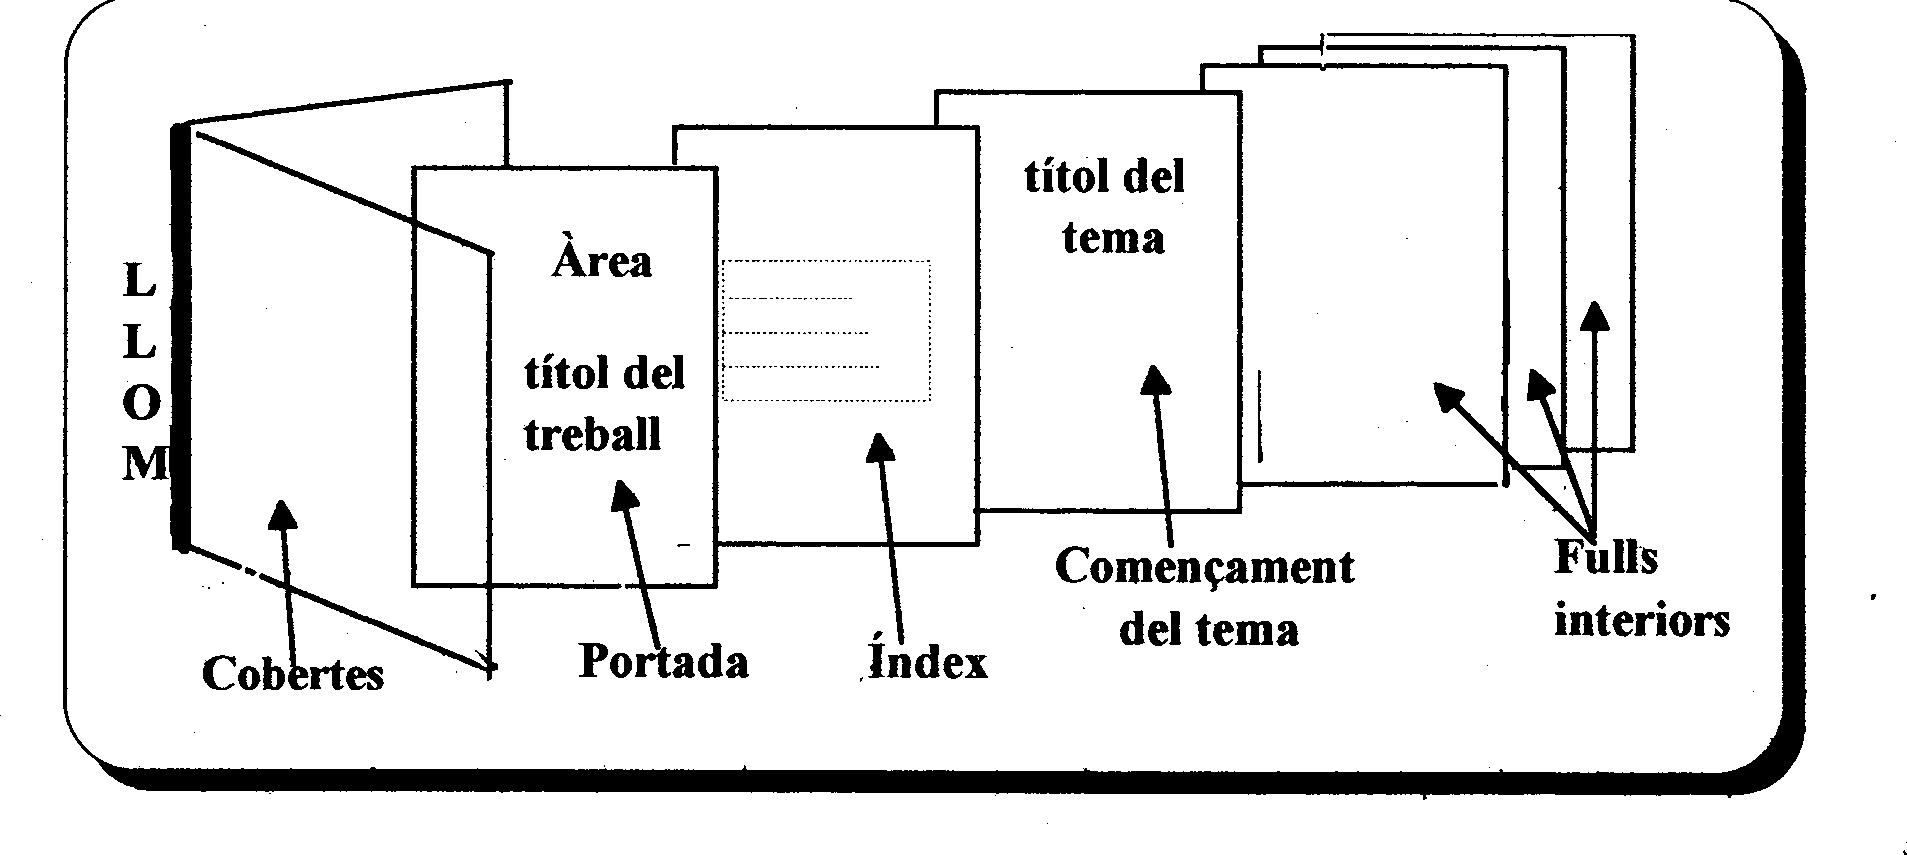 L
L
O
M
Àrea
títol del
treball
títol del
tema
Cobertes
Portada
Índex
Començament
del tema
Fulls
interiors